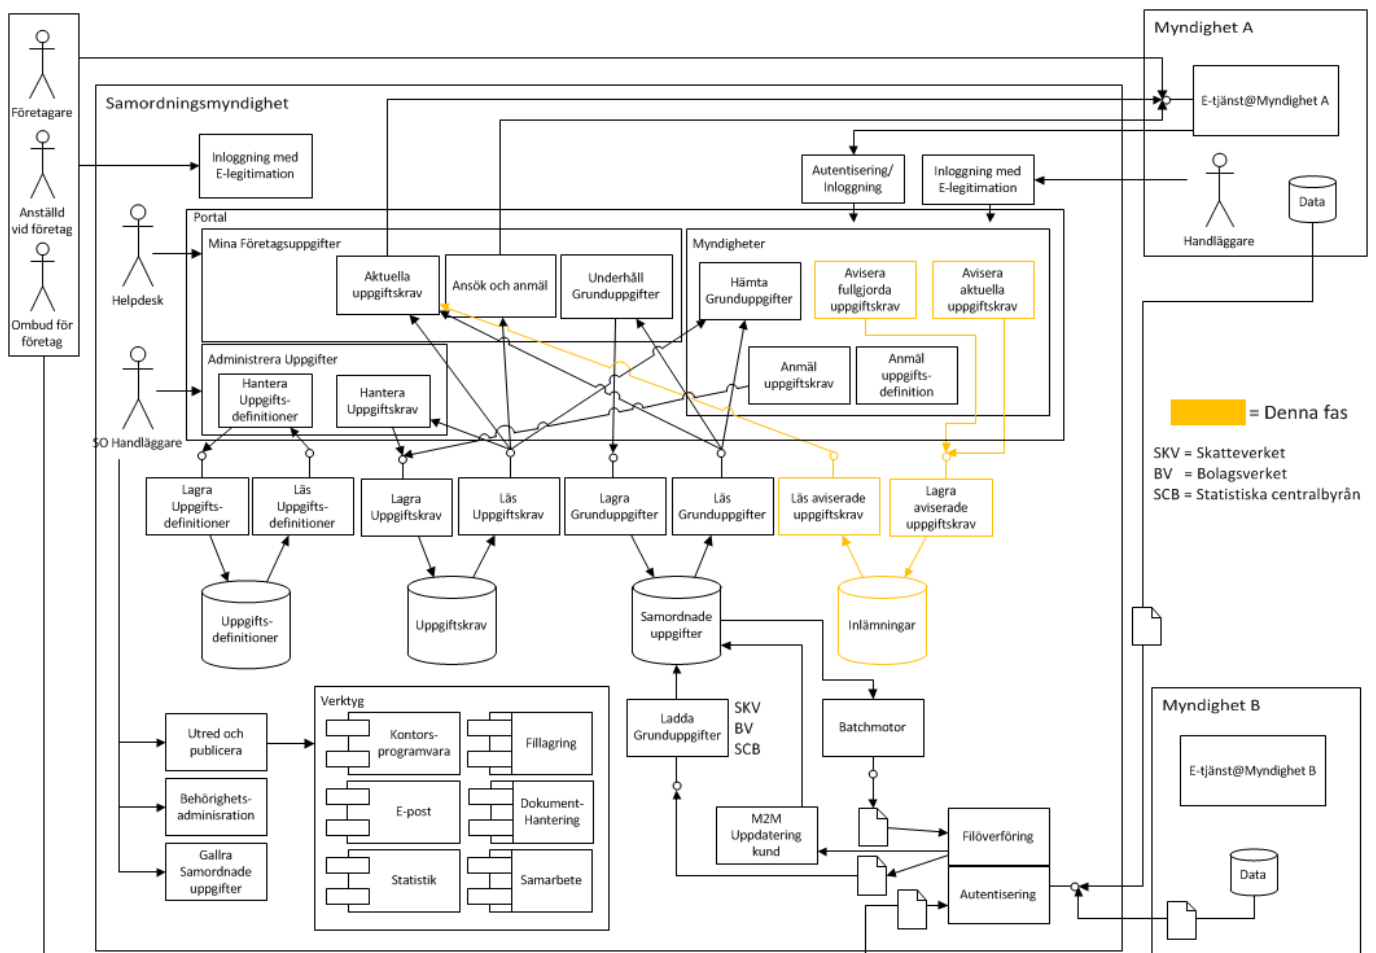 Myndighet A
Samordningsmyndighet
E-tjänst@Myndighet A
Företagare
Inloggning med
E-legitimation
Autentisering/
Inloggning
Inloggning med
E-legitimation
Anställd
vid företag
Data
Handläggare
Portal
Mina Företagsuppgifter
Myndigheter
Helpdesk
Aktuella
uppgiftskrav
Ansök och anmäl
Underhåll
Grunduppgifter
Hämta
Grunduppgifter
Avisera
fullgjorda
uppgiftskrav
Avisera
aktuella
uppgiftskrav
Ombud för
företag
Administrera Uppgifter
Hantera
Uppgifts-
definitioner
Hantera
Uppgiftskrav
Anmäl
uppgiftskrav
Anmäl
uppgifts-
definition
SO Handläggare
= Denna fas
SKV = Skatteverket
BV = Bolagsverket
SCB = Statistiska centralbyrån
Lagra
Uppgifts-
definitioner
Läs
Uppgifts-
definitioner
Lagra
Uppgiftskrav
Läs
Uppgiftskrav
Lagra
Grunduppgifter
Läs
Grunduppgifter
Läs aviserade
uppgiftskrav
Lagra
aviserade
uppgiftskrav
Uppgifts-
definitioner
Uppgiftskrav
Samordnade
uppgifter
Inlämningar
Verktyg
Utred och
publicera
Kontors-
programvara
Fillagring
Ladda
Grunduppgifter
SKV
BV
SCB
Batchmotor
Myndighet B
E-tjänst@Myndighet B
Behörighets-
adminisration
E-post
Dokument-
Hantering
M2M
Uppdatering
kund
Filöverföring
Gallra
Samordnade
uppgifter
Statistik
Samarbete
Autentisering
Data